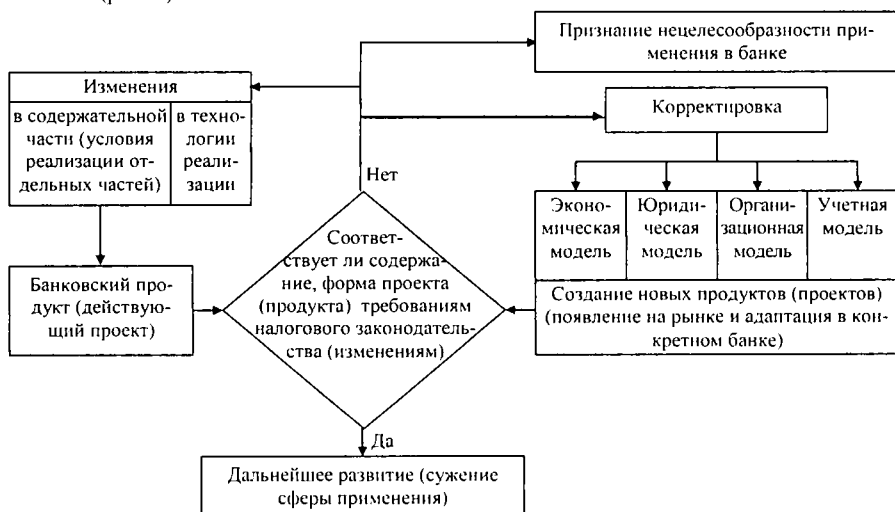 Признание нецелесообразности при-
менения в банке
Изменения
в содержательной
части (условия
реализации от-
дельных частей)
в техно-
логии
реали-
зации
Корректировка
Нет
Эконо-
мическая
модель
Юриди-
ческая
модель
Органи-
зационная
модель
Учетная
модель
Соответ-
ствует ли содержа-
ние, форма проекта
(продукта) требованиям
налогового законодатель-
ства (изменениям)
Банковский про-
дукт (действую-
щий проект)
Создание новых продуктов (проектов)
(появление на рынке и адаптация в кон-
кретном банке)
Да
Дальнейшее развитие (сужение
сферы применения)